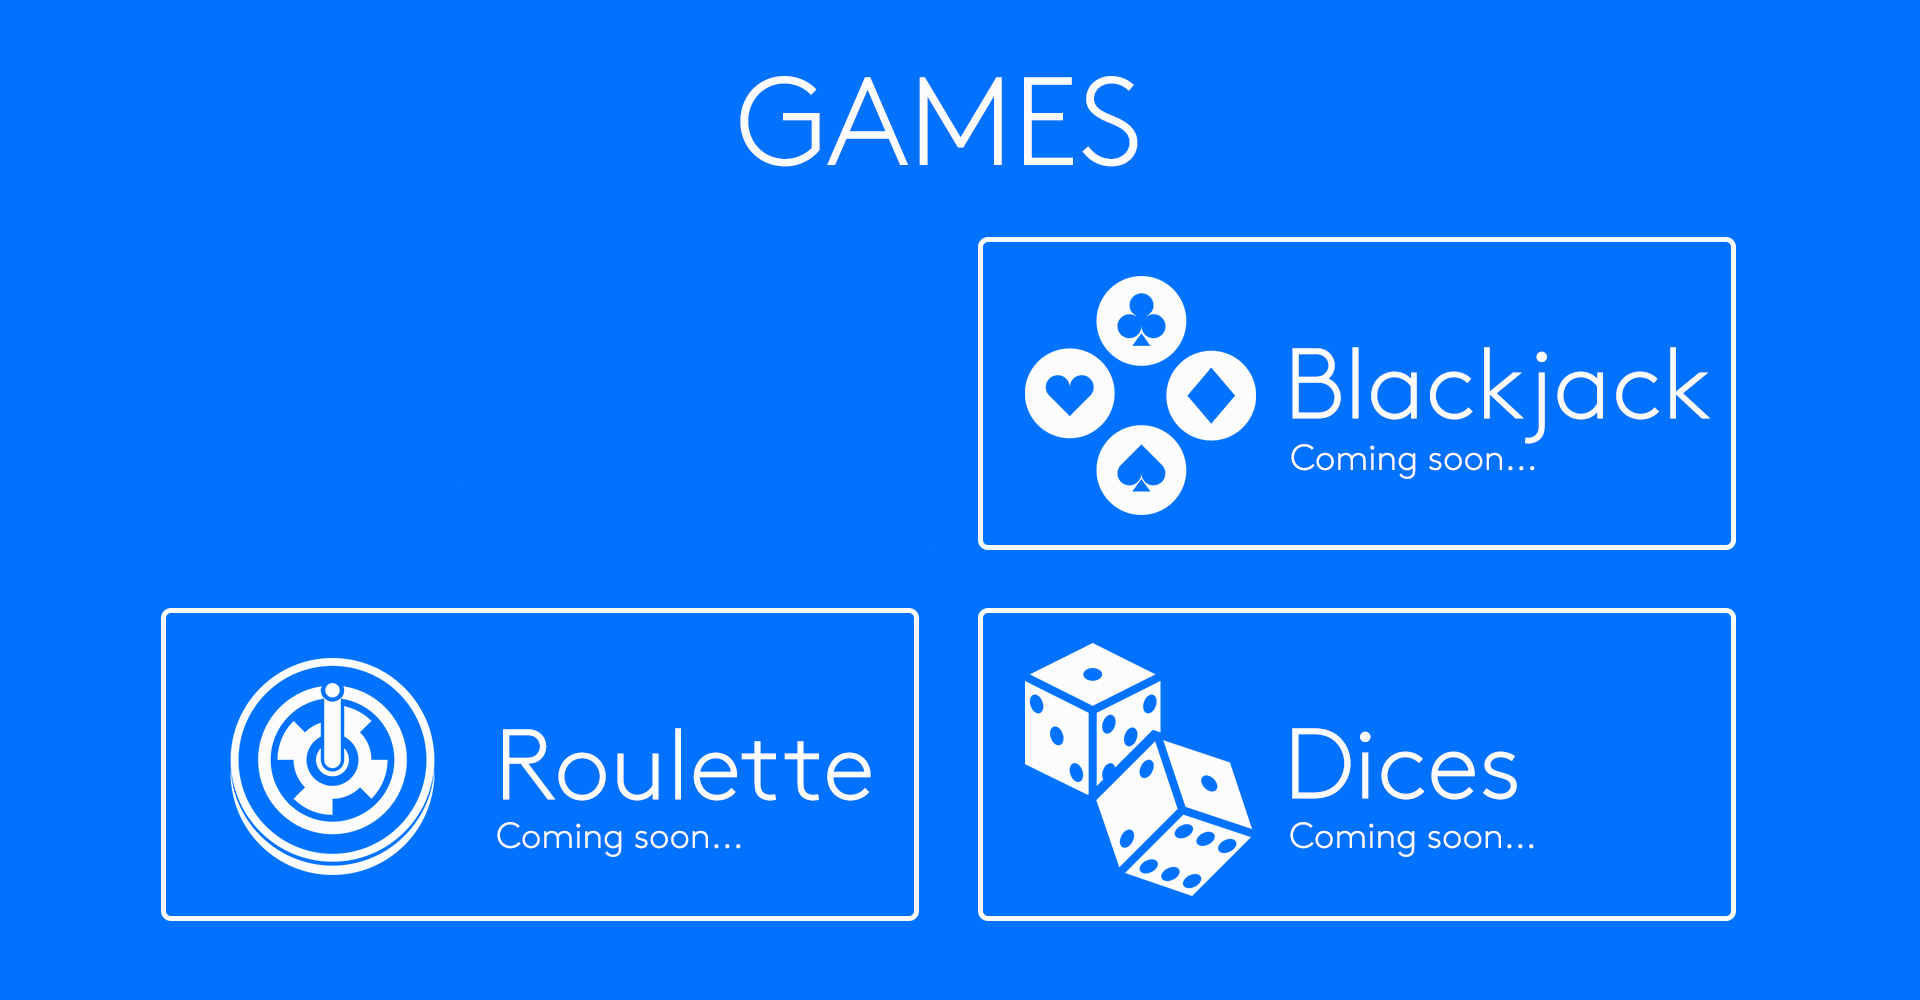 GAMES
Blackjack
Coming soon...
Roulette
Coming soon...
Dices
Coming soon...